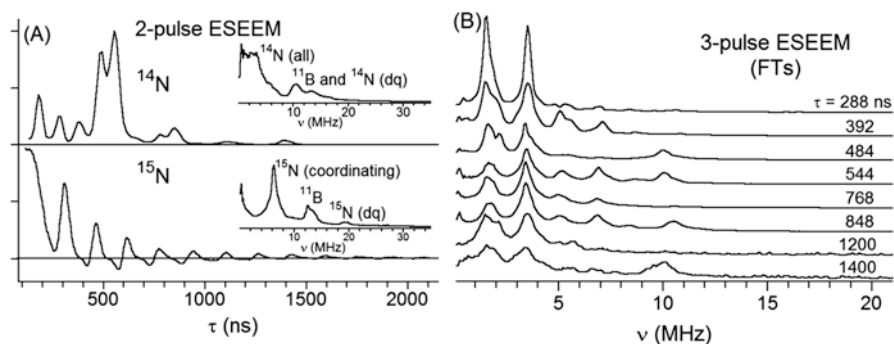 (A)
2-pulse ESEEM
¹⁴N
¹⁴N (all)
¹¹B and ¹⁴N (dq)
10 20 30
ν (MHz)
¹⁵N
¹⁵N (coordinating)
¹¹B
¹⁵N (dq)
10 20 30
ν (MHz)
500 1000 1500 2000
τ (ns)
(B)
3-pulse ESEEM
(FTs)
τ = 288 ns
392
484
544
768
848
1200
1400
5 10 15 20
ν (MHz)